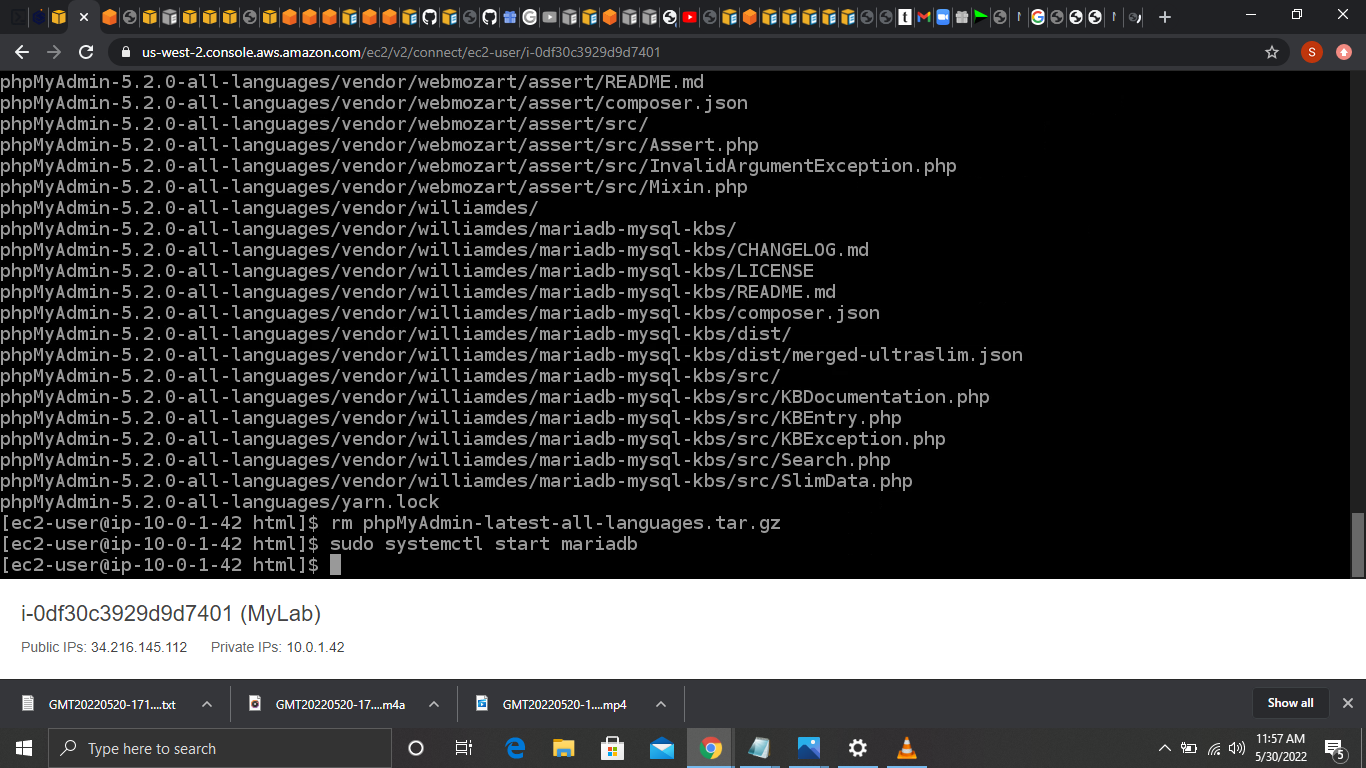 us-west-2.console.aws.amazon.com/ec2/v2/connect/ec2-user/i-0df30c3929d9d7401
S
phpMyAdmin-5.2.0-all-languages/vendor/webmozart/assert/README.md
phpMyAdmin-5.2.0-all-languages/vendor/webmozart/assert/composer.json
phpMyAdmin-5.2.0-all-languages/vendor/webmozart/assert/src/
phpMyAdmin-5.2.0-all-languages/vendor/webmozart/assert/src/Assert.php
phpMyAdmin-5.2.0-all-languages/vendor/webmozart/assert/src/InvalidArgumentException.php
phpMyAdmin-5.2.0-all-languages/vendor/webmozart/assert/src/Mixin.php
phpMyAdmin-5.2.0-all-languages/vendor/williamdes/
phpMyAdmin-5.2.0-all-languages/vendor/williamdes/mariadb-mysql-kbs/
phpMyAdmin-5.2.0-all-languages/vendor/williamdes/mariadb-mysql-kbs/CHANGELOG.md
phpMyAdmin-5.2.0-all-languages/vendor/williamdes/mariadb-mysql-kbs/LICENSE
phpMyAdmin-5.2.0-all-languages/vendor/williamdes/mariadb-mysql-kbs/README.md
phpMyAdmin-5.2.0-all-languages/vendor/williamdes/mariadb-mysql-kbs/composer.json
phpMyAdmin-5.2.0-all-languages/vendor/williamdes/mariadb-mysql-kbs/dist/
phpMyAdmin-5.2.0-all-languages/vendor/williamdes/mariadb-mysql-kbs/dist/merged-ultraslim.json
phpMyAdmin-5.2.0-all-languages/vendor/williamdes/mariadb-mysql-kbs/src/
phpMyAdmin-5.2.0-all-languages/vendor/williamdes/mariadb-mysql-kbs/src/KBDocumentation.php
phpMyAdmin-5.2.0-all-languages/vendor/williamdes/mariadb-mysql-kbs/src/KBEntry.php
phpMyAdmin-5.2.0-all-languages/vendor/williamdes/mariadb-mysql-kbs/src/KBException.php
phpMyAdmin-5.2.0-all-languages/vendor/williamdes/mariadb-mysql-kbs/src/Search.php
phpMyAdmin-5.2.0-all-languages/vendor/williamdes/mariadb-mysql-kbs/src/SlimData.php
phpMyAdmin-5.2.0-all-languages/yarn.lock
[ec2-user@ip-10-0-1-42 html]$ rm phpMyAdmin-latest-all-languages.tar.gz
[ec2-user@ip-10-0-1-42 html]$ sudo systemctl start mariadb
[ec2-user@ip-10-0-1-42 html]$
i-0df30c3929d9d7401 (MyLab)
Public IPs: 34.216.145.112 Private IPs: 10.0.1.42
GMT20220520-171....txt GMT20220520-17....m4a GMT20220520-1....mp4 Show all
Type here to search
11:57 AM
5/30/2022
5